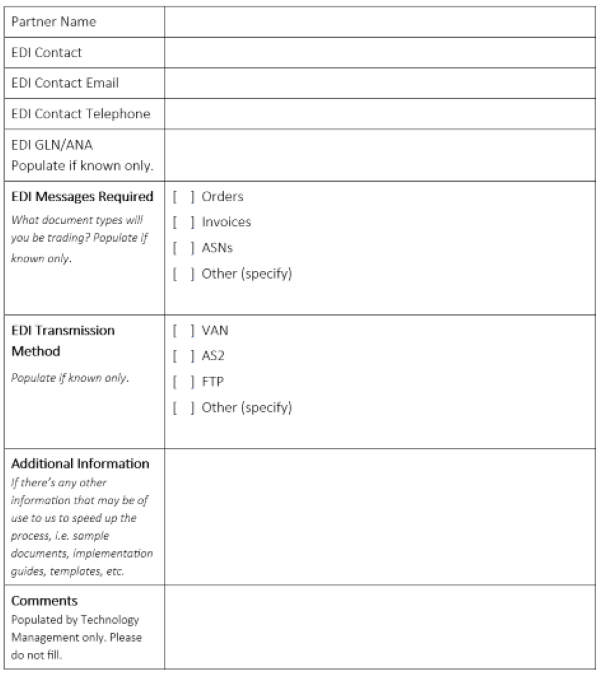 Partner Name
EDI Contact
EDI Contact Email
EDI Contact Telephone
EDI GLN/ANA
Populate if known only.
EDI Messages Required
What document types will
you be trading? Populate if
known only.
[ ] Orders
[ ] Invoices
[ ] ASNs
[ ] Other (specify)
EDI Transmission
Method
Populate if known only.
[ ] VAN
[ ] AS2
[ ] FTP
[ ] Other (specify)
Additional Information
If there's any other
information that may be of
use to us to speed up the
process, i.e. sample
documents, implementation
guides, templates, etc.
Comments
Populated by Technology
Management only. Please
do not fill.